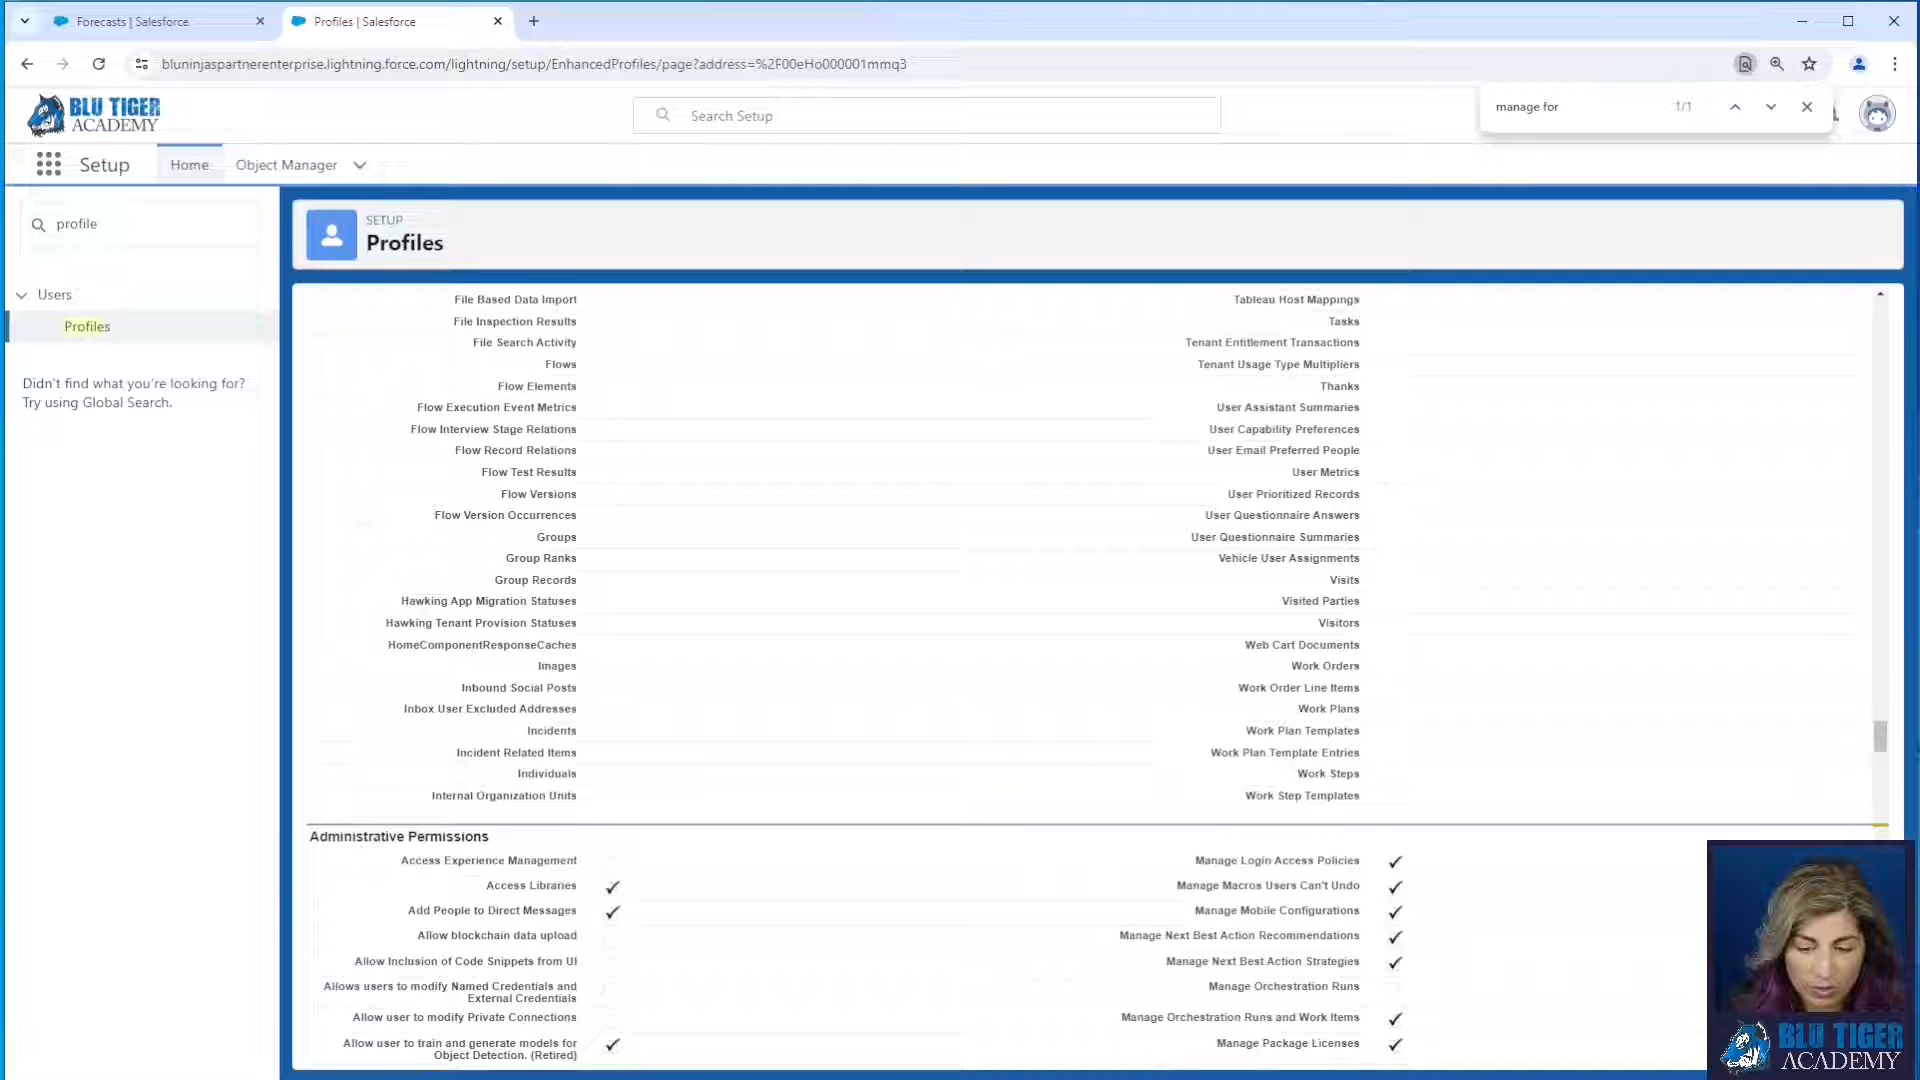 Forecasts | Salesforce
Profiles | Salesforce
bluninjaspartnerenterprise.lightning.force.com/lightning/setup/EnhancedProfiles/page?address=%2F00eHo000001mmq3
manage for
1/1
BLU TIGER
ACADEMY
Search Setup
Setup
Home
Object Manager
profile
Users
Profiles
Didn't find what you're looking for?
Try using Global Search.
SETUP
Profiles
File Based Data Import
Tableau Host Mappings
File Inspection Results
Tasks
File Search Activity
Tenant Entitlement Transactions
Flows
Tenant Usage Type Multipliers
Flow Elements
Thanks
Flow Execution Event Metrics
User Assistant Summaries
Flow Interview Stage Relations
User Capability Preferences
Flow Record Relations
User Email Preferred People
Flow Test Results
User Metrics
Flow Versions
User Prioritized Records
Flow Version Occurrences
User Questionnaire Answers
Groups
User Questionnaire Summaries
Group Ranks
Vehicle User Assignments
Group Records
Visits
Hawking App Migration Statuses
Visited Parties
Hawking Tenant Provision Statuses
Visitors
HomeComponentResponseCaches
Web Cart Documents
Images
Work Orders
Inbound Social Posts
Work Order Line Items
Inbox User Excluded Addresses
Work Plans
Incidents
Work Plan Templates
Incident Related Items
Work Plan Template Entries
Individuals
Work Steps
Internal Organization Units
Work Step Templates
Administrative Permissions
Access Experience Management
Manage Login Access Policies
Access Libraries
Manage Macros Users Can't Undo
Add People to Direct Messages
Manage Mobile Configurations
Allow blockchain data upload
Manage Next Best Action Recommendations
Allow Inclusion of Code Snippets from UI
Manage Next Best Action Strategies
Allows users to modify Named Credentials and
External Credentials
Manage Orchestration Runs
Allow user to modify Private Connections
Manage Orchestration Runs and Work Items
Allow user to train and generate models for
Object Detection. (Retired)
Manage Package Licenses
BLU TIGER
ACADEMY